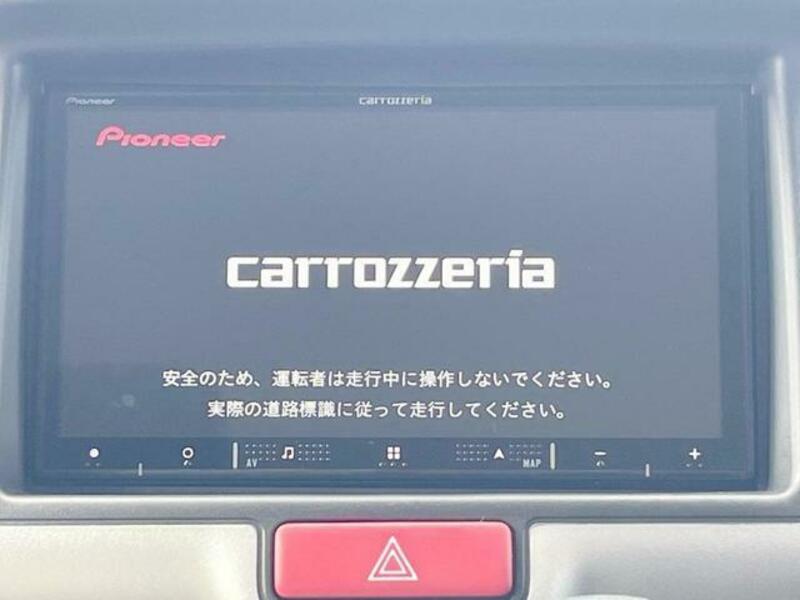 Pioneer
carrozzeria
Pioneer
carrozzeria
安全のため、運転者は走行中に操作しないでください。
実際の道路標識に従って走行してください。
AV
MAP